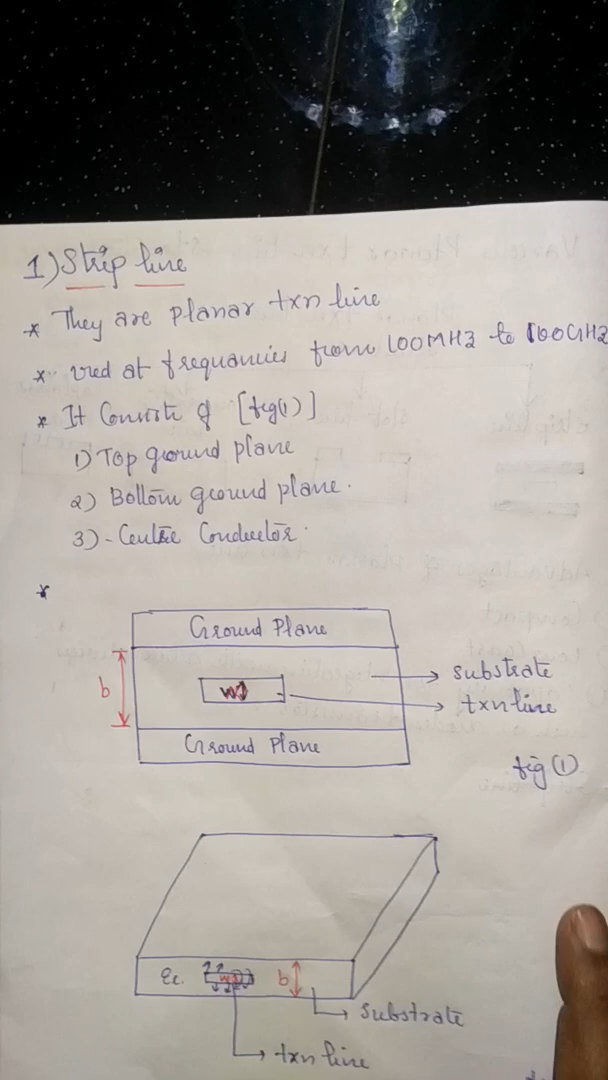 1) Strip line
* They are planar txn line
* used at frequancies from 100MHz to 100GHz
* It Consists of [fig(1)]
1) Top ground plane
2) Bottom ground plane.
3) - Centre Conductor.
*
Ground Plane
b
W
substrate
txn line
Ground Plane
fig (1)
Er.
W
b
substrate
txn line